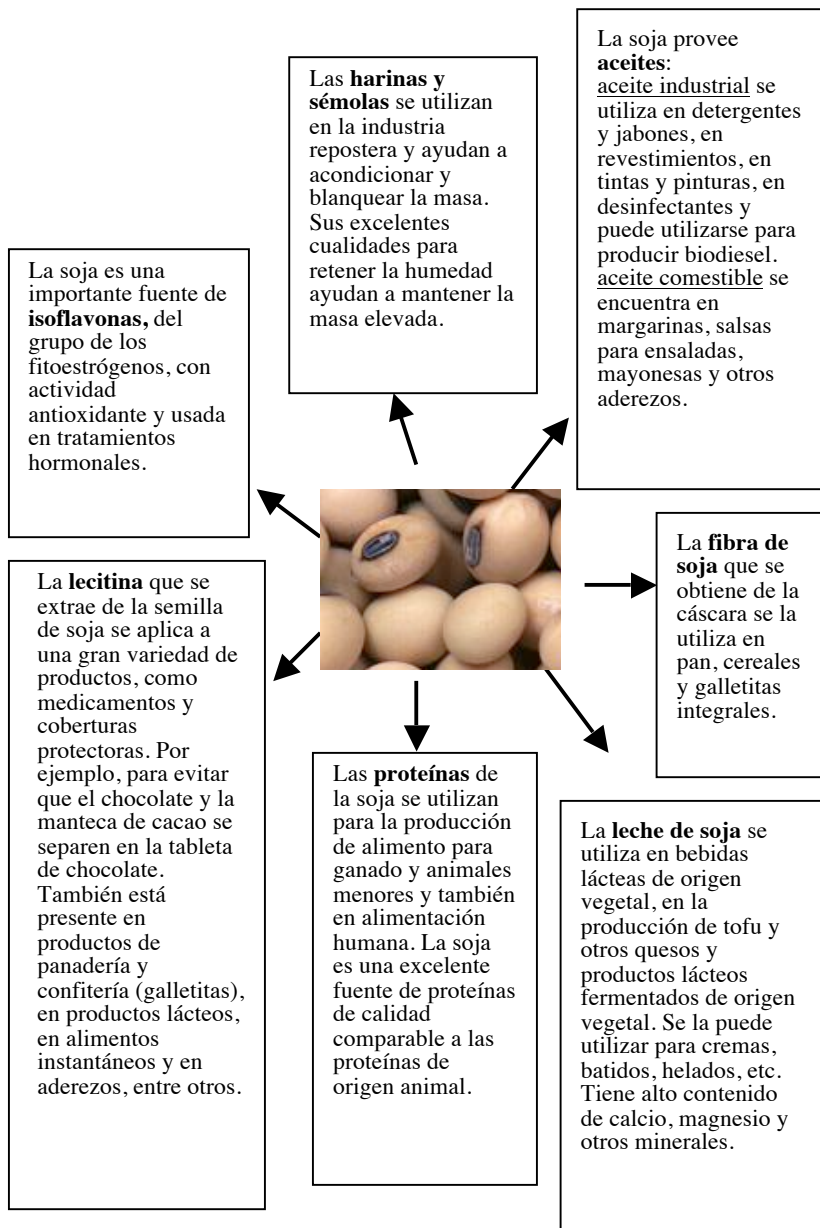 La soja provee
aceites:
aceite industrial se
utiliza en detergentes
y jabones, en
revestimientos, en
tintas y pinturas, en
desinfectantes y
puede utilizarse para
producir biodiesel.
aceite comestible se
encuentra en
margarinas, salsas
para ensaladas,
mayonesas y otros
aderezos.
Las harinas y
sémolas se utilizan
en la industria
repostera y ayudan a
acondicionar y
blanquear la masa.
Sus excelentes
cualidades para
retener la humedad
ayudan a mantener la
masa elevada.
La soja es una
importante fuente de
isoflavonas, del
grupo de los
fitoestrógenos, con
actividad
antioxidante y usada
en tratamientos
hormonales.
La fibra de
soja que se
obtiene de la
cáscara se la
utiliza en
pan, cereales
y galletitas
integrales.
La lecitina que se
extrae de la semilla
de soja se aplica a
una gran variedad de
productos, como
medicamentos y
coberturas
protectoras. Por
ejemplo, para evitar
que el chocolate y la
manteca de cacao se
separen en la tableta
de chocolate.
También está
presente en
productos de
panadería y
confitería (galletitas),
en productos lácteos,
en alimentos
instantáneos y en
aderezos, entre otros.
Las proteínas de
la soja se utilizan
para la producción
de alimento para
ganado y animales
menores y también
en alimentación
humana. La soja
es una excelente
fuente de proteínas
de calidad
comparable a las
proteínas de
origen animal.
La leche de soja se
utiliza en bebidas
lácteas de origen
vegetal, en la
producción de tofu y
otros quesos y
productos lácteos
fermentados de origen
vegetal. Se la puede
utilizar para cremas,
batidos, helados, etc.
Tiene alto contenido
de calcio, magnesio y
otros minerales.